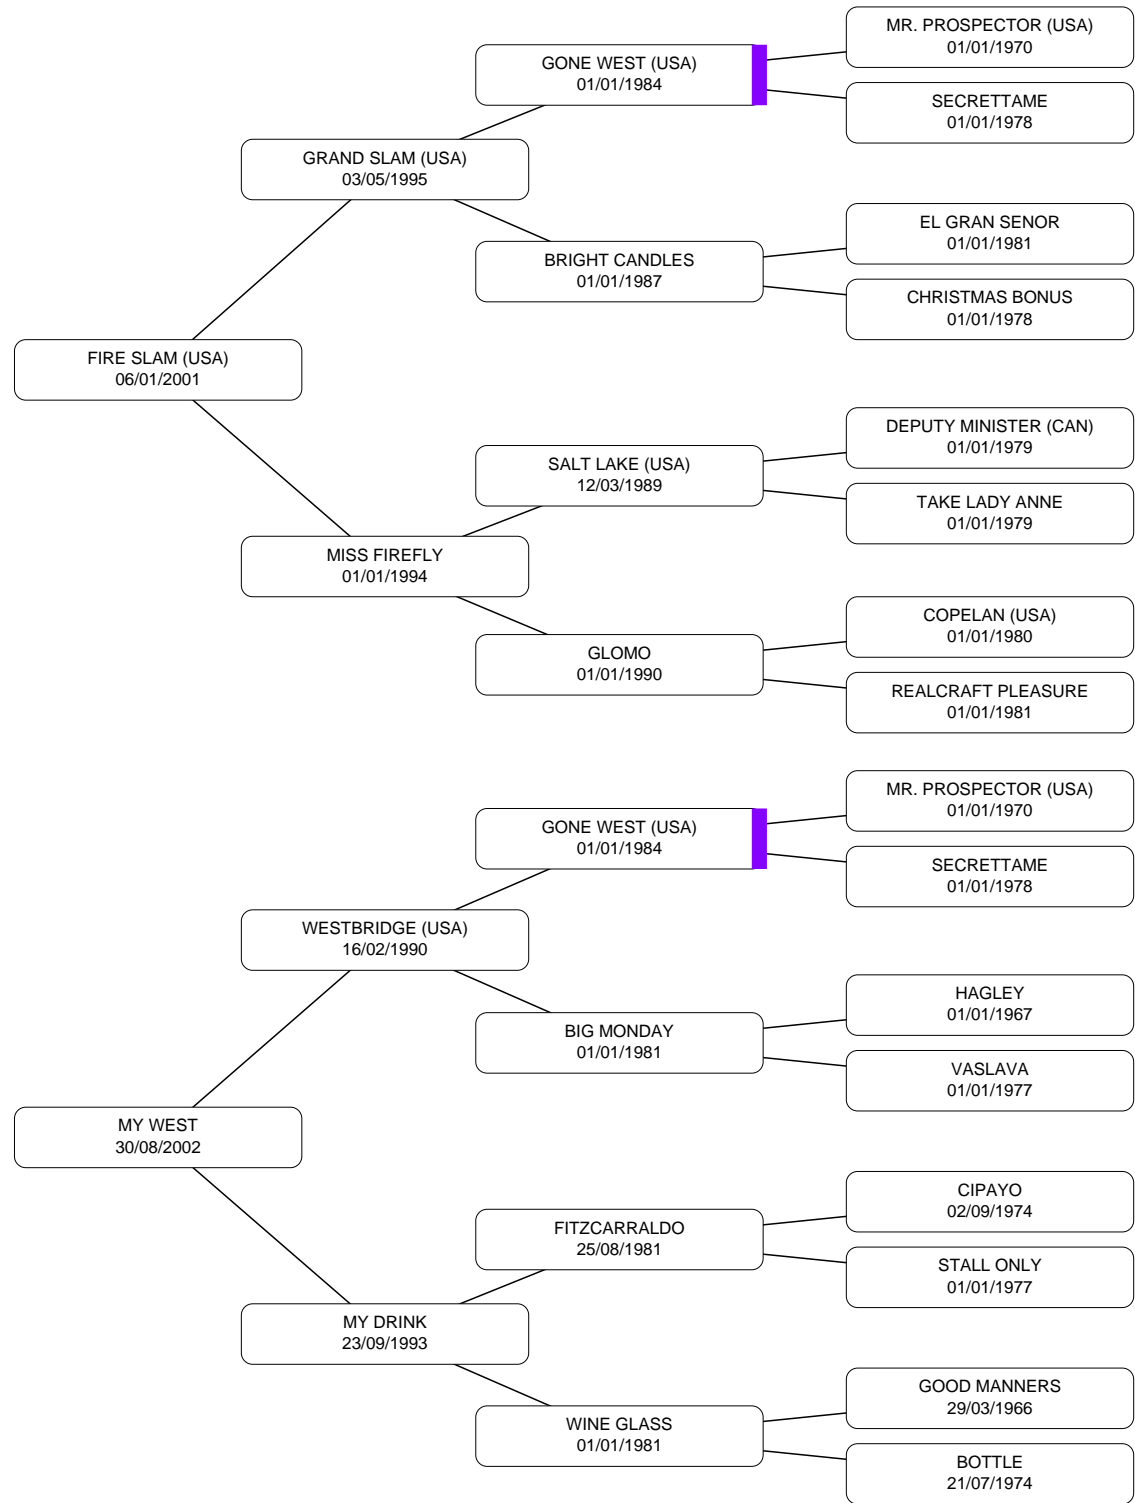 MR. PROSPECTOR (USA)
01/01/1970
GONE WEST (USA)
01/01/1984
SECRETTAME
01/01/1978
GRAND SLAM (USA)
03/05/1995
EL GRAN SENOR
01/01/1981
BRIGHT CANDLES
01/01/1987
CHRISTMAS BONUS
01/01/1978
FIRE SLAM (USA)
06/01/2001
DEPUTY MINISTER (CAN)
01/01/1979
SALT LAKE (USA)
12/03/1989
TAKE LADY ANNE
01/01/1979
MISS FIREFLY
01/01/1994
COPELAN (USA)
01/01/1980
GLOMO
01/01/1990
REALCRAFT PLEASURE
01/01/1981
MR. PROSPECTOR (USA)
01/01/1970
GONE WEST (USA)
01/01/1984
SECRETTAME
01/01/1978
WESTBRIDGE (USA)
16/02/1990
HAGLEY
01/01/1967
BIG MONDAY
01/01/1981
VASLAVA
01/01/1977
MY WEST
30/08/2002
CIPAYO
02/09/1974
FITZCARRALDO
25/08/1981
STALL ONLY
01/01/1977
MY DRINK
23/09/1993
GOOD MANNERS
29/03/1966
WINE GLASS
01/01/1981
BOTTLE
21/07/1974